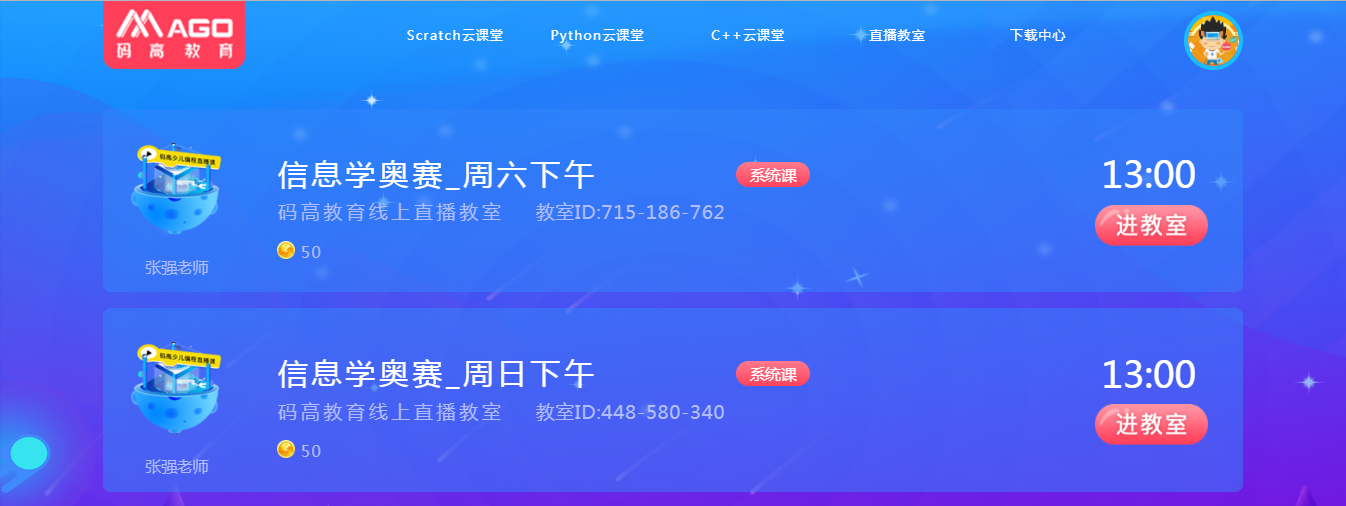 MAGO
码高教育
Scratch云课堂 Python云课堂 C++云课堂 直播教室 下载中心
码高少儿编程直播课
信息学奥赛_周六下午 系统课 13:00
码高教育线上直播教室 教室ID:715-186-762 进教室
50
张强老师
码高少儿编程直播课
信息学奥赛_周日下午 系统课 13:00
码高教育线上直播教室 教室ID:448-580-340 进教室
50
张强老师